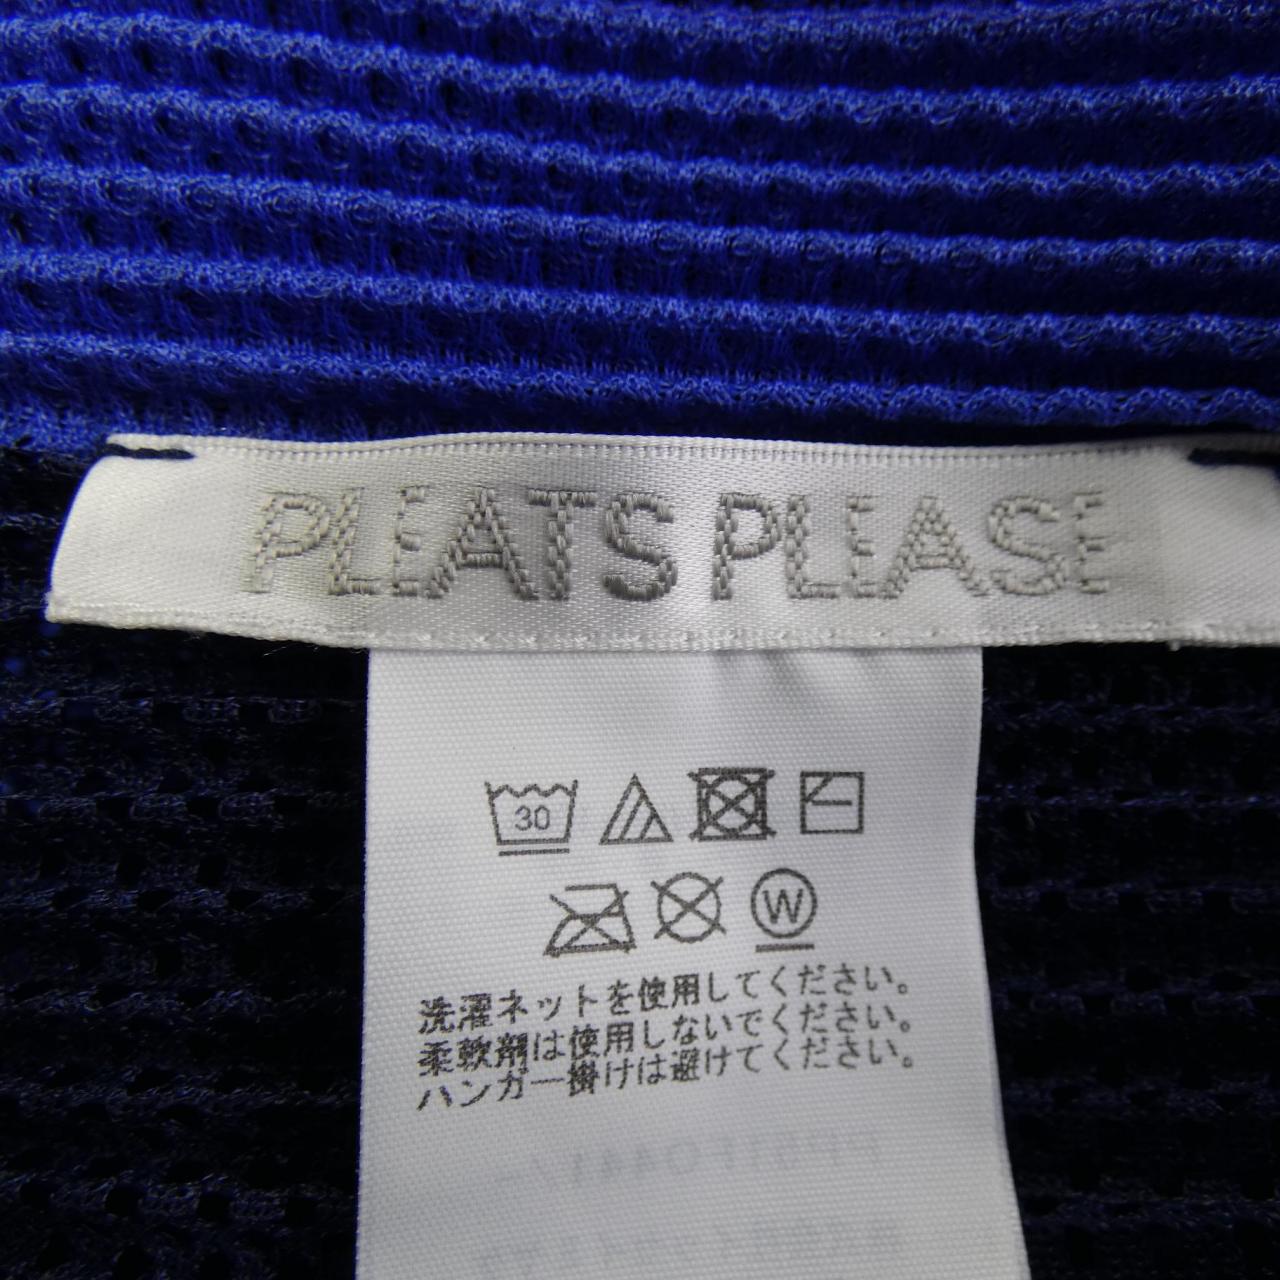 PLEATS PLEASE
30
W
洗濯ネットを使用してください。
柔軟剤は使用しないでください。
ハンガー掛けは避けてください。